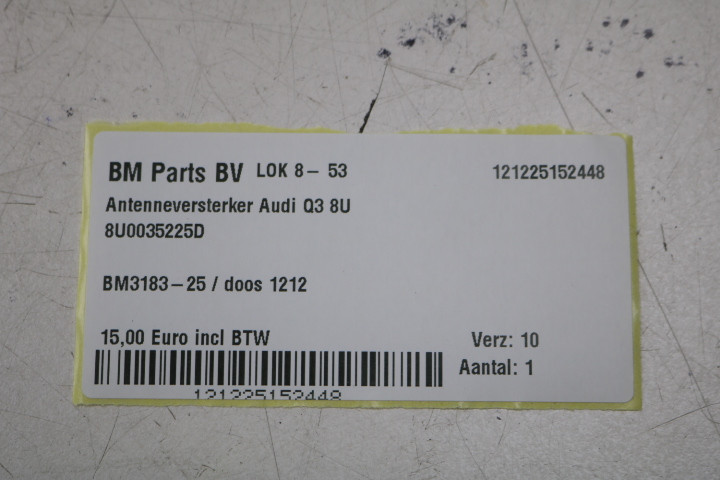 BM Parts BV LOK 8- 53 121225152448
Antenneversterker Audi Q3 8U
8U0035225D
BM3183-25 / doos 1212
15,00 Euro incl BTW Verz: 10
Aantal: 1
121225152448